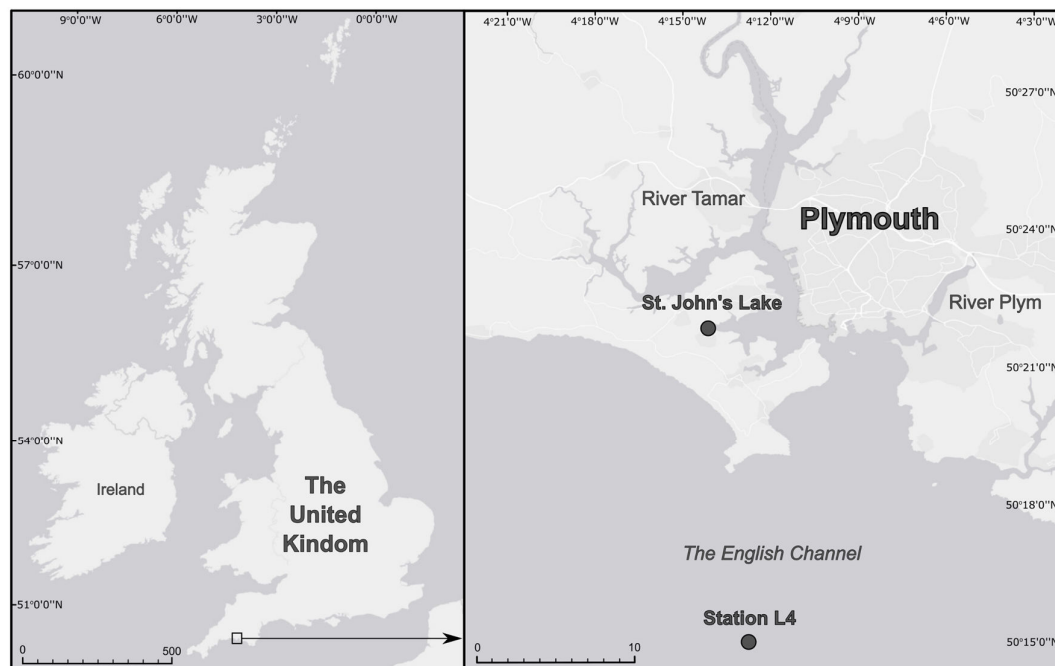 9°0'0''W 6°0'0''W 3°0'0''W 0°0'0''W
60°0'0''N
57°0'0''N
54°0'0''N
51°0'0''N
Ireland
The
United
Kindom
0 500
4°21'0''W 4°18'0''W 4°15'0''W 4°12'0''W 4°9'0''W 4°6'0''W 4°3'0''W
50°27'0''N
River Tamar
Plymouth
50°24'0''N
St. John's Lake
River Plym
50°21'0''N
50°18'0''N
The English Channel
Station L4
50°15'0''N
0 10